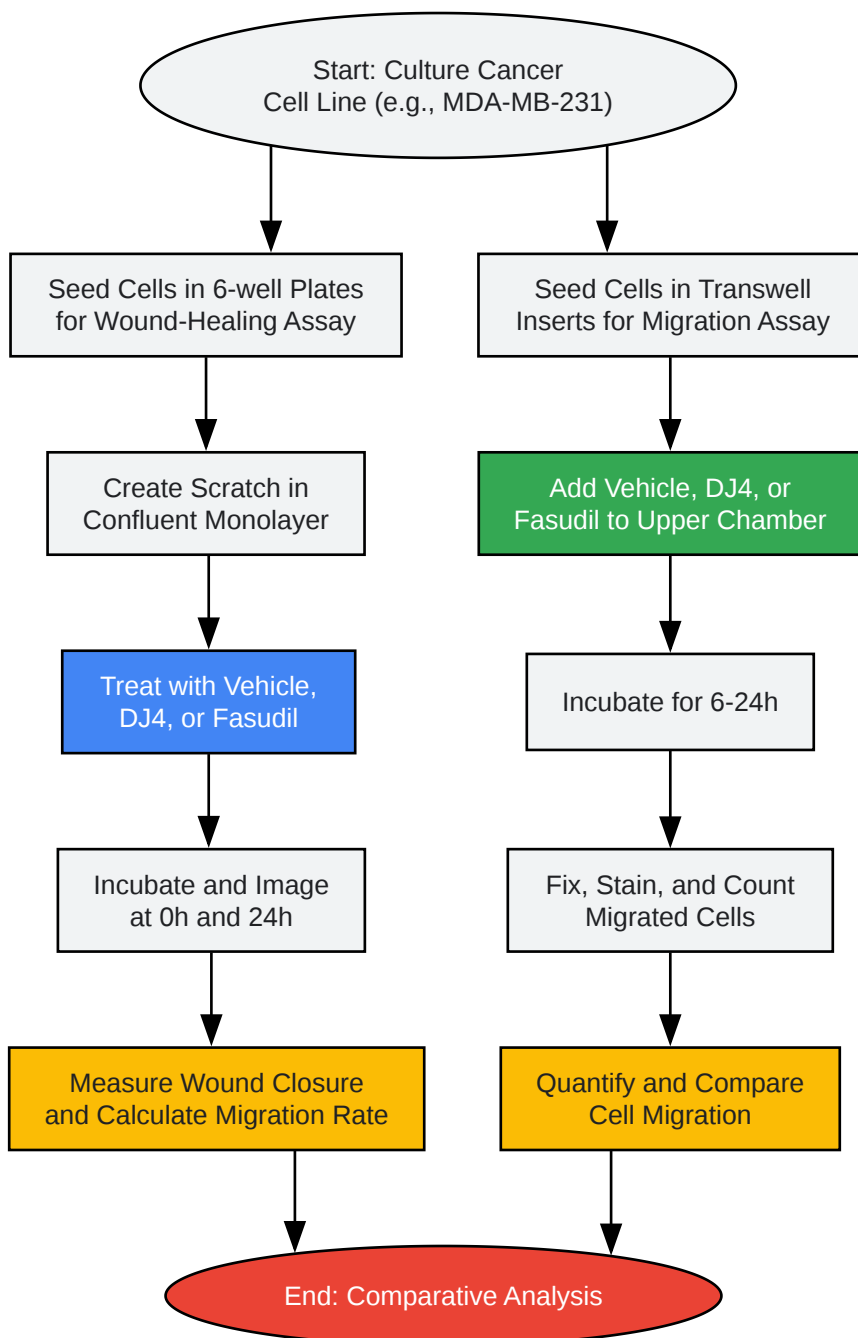 Start: Culture Cancer
Cell Line (e.g., MDA-MB-231)
Seed Cells in 6-well Plates
for Wound-Healing Assay
Seed Cells in Transwell
Inserts for Migration Assay
Create Scratch in
Confluent Monolayer
Add Vehicle, DJ4, or
Fasudil to Upper Chamber
Treat with Vehicle,
DJ4, or Fasudil
Incubate for 6-24h
Incubate and Image
at 0h and 24h
Fix, Stain, and Count
Migrated Cells
Measure Wound Closure
and Calculate Migration Rate
Quantify and Compare
Cell Migration
End: Comparative Analysis